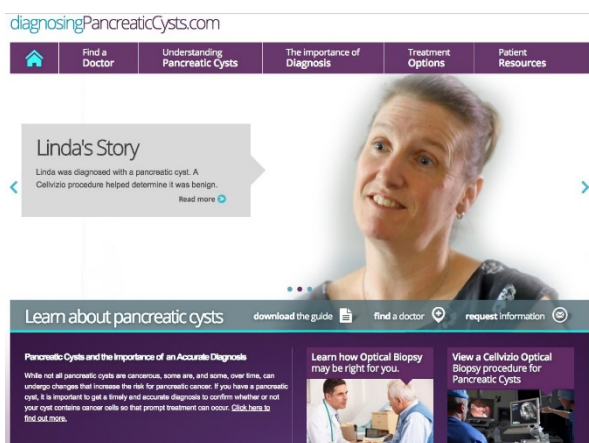 diagnosingPancreaticCysts.com
Find a
Doctor
Understanding
Pancreatic Cysts
The importance of
Diagnosis
Treatment
Options
Patient
Resources
Linda's Story
Linda was diagnosed with a pancreatic cyst. A
Cellvizio procedure helped determine it was benign.
Read more
Learn about pancreatic cysts
download the guide
find a doctor
request information
Pancreatic Cysts and the Importance of an Accurate Diagnosis
While not all pancreatic cysts are cancerous, some are, and some, over time, can
undergo changes that increase the risk for pancreatic cancer. If you have a pancreatic
cyst, it is important to get a timely and accurate diagnosis to confirm whether or not
your cyst contains cancer cells so that prompt treatment can occur. Click here to
find out more.
Learn how Optical Biopsy
may be right for you.
View a Cellvizio Optical
Biopsy procedure for
Pancreatic Cysts